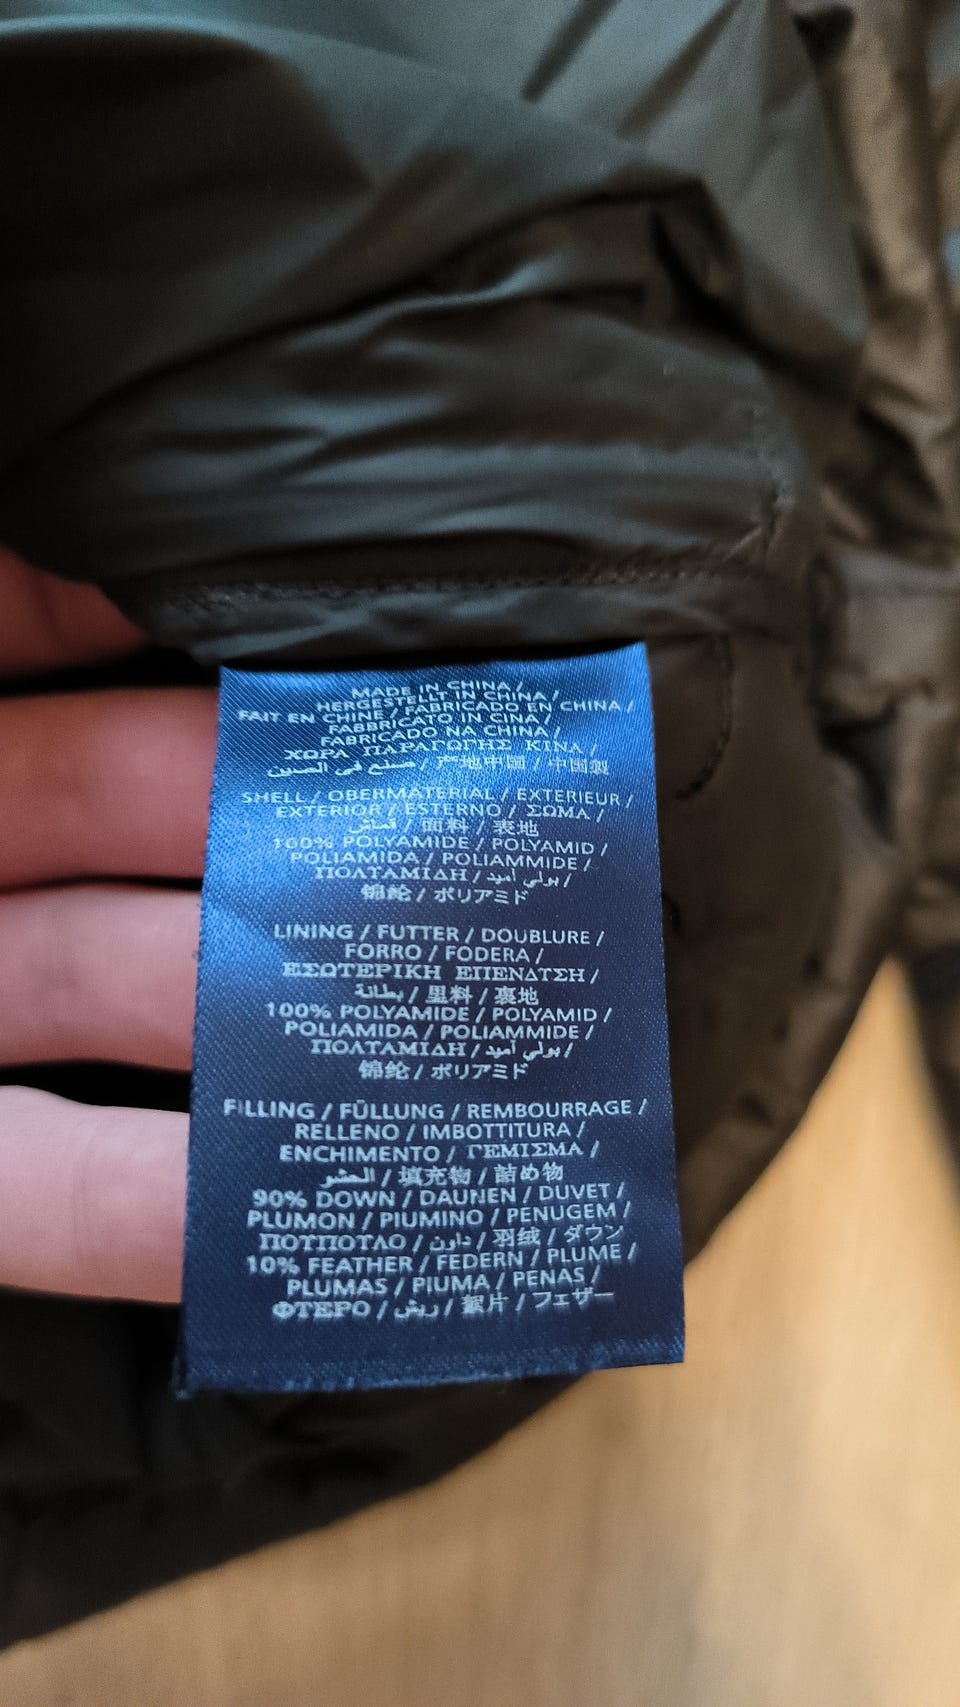 MADE IN CHINA /
HERGESTELLT IN CHINA /
FAIT EN CHINE / FABRICADO EN CHINA /
FABBRICATO IN CINA /
FABRICADO NA CHINA /
ΧΩΡΑ ΠΑΡΑΓΩΓΗΣ ΚΙΝΑ /
صنع في الصين / 产地中国 / 中国製
SHELL / OBERMATERIAL / EXTERIEUR /
EXTERIOR / ESTERNO / ΣΩΜΑ /
قماش / 面料 / 表地
100% POLYAMIDE / POLYAMID /
POLIAMIDA / POLIAMMIDE /
ΠΟΛΤΑΜΙΔΗ / بولي أميد /
锦纶 / ポリアミド
LINING / FUTTER / DOUBLURE /
FORRO / FODERA /
ΕΣΩΤΕΡΙΚΗ ΕΠΕΝΔΤΣΗ /
بطانة / 里料 / 裏地
100% POLYAMIDE / POLYAMID /
POLIAMIDA / POLIAMMIDE /
ΠΟΛΤΑΜΙΔΗ / بولي أميد /
锦纶 / ポリアミド
FILLING / FÜLLUNG / REMBOURRAGE /
RELLENO / IMBOTTITURA /
ENCHIMENTO / ΓΕΜΙΣΜΑ /
الحشو / 填充物 / 詰め物
90% DOWN / DAUNEN / DUVET /
PLUMON / PIUMINO / PENUGEM /
ΠΟΤΠΟΤΛΟ / داون / 羽绒 / ダウン
10% FEATHER / FEDERN / PLUME /
PLUMAS / PIUMA / PENAS /
ΦΤΕΡΟ / ريش / 絮片 / フェザー